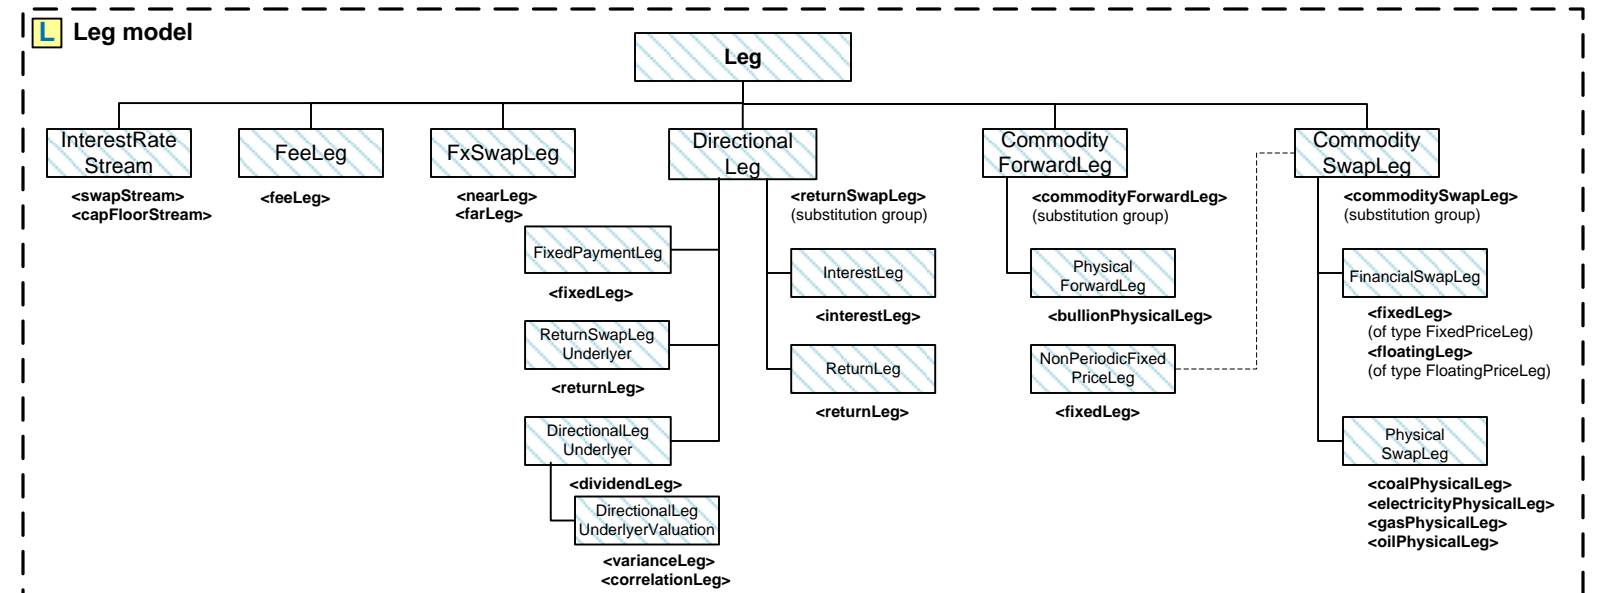 L Leg model
Leg
InterestRate
Stream
<swapStream>
<capFloorStream>
FeeLeg
<feeLeg>
FxSwapLeg
<nearLeg>
<farLeg>
Directional
Leg
FixedPaymentLeg
<fixedLeg>
ReturnSwapLeg
Underlyer
<returnLeg>
DirectionalLeg
Underlyer
<dividendLeg>
DirectionalLeg
UnderlyerValuation
<varianceLeg>
<correlationLeg>
<returnSwapLeg>
(substitution group)
InterestLeg
<interestLeg>
ReturnLeg
<returnLeg>
Commodity
ForwardLeg
<commodityForwardLeg>
(substitution group)
Physical
ForwardLeg
<bullionPhysicalLeg>
NonPeriodicFixed
PriceLeg
<fixedLeg>
Commodity
SwapLeg
<commoditySwapLeg>
(substitution group)
FinancialSwapLeg
<fixedLeg>
(of type FixedPriceLeg)
<floatingLeg>
(of type FloatingPriceLeg)
Physical
SwapLeg
<coalPhysicalLeg>
<electricityPhysicalLeg>
<gasPhysicalLeg>
<oilPhysicalLeg>